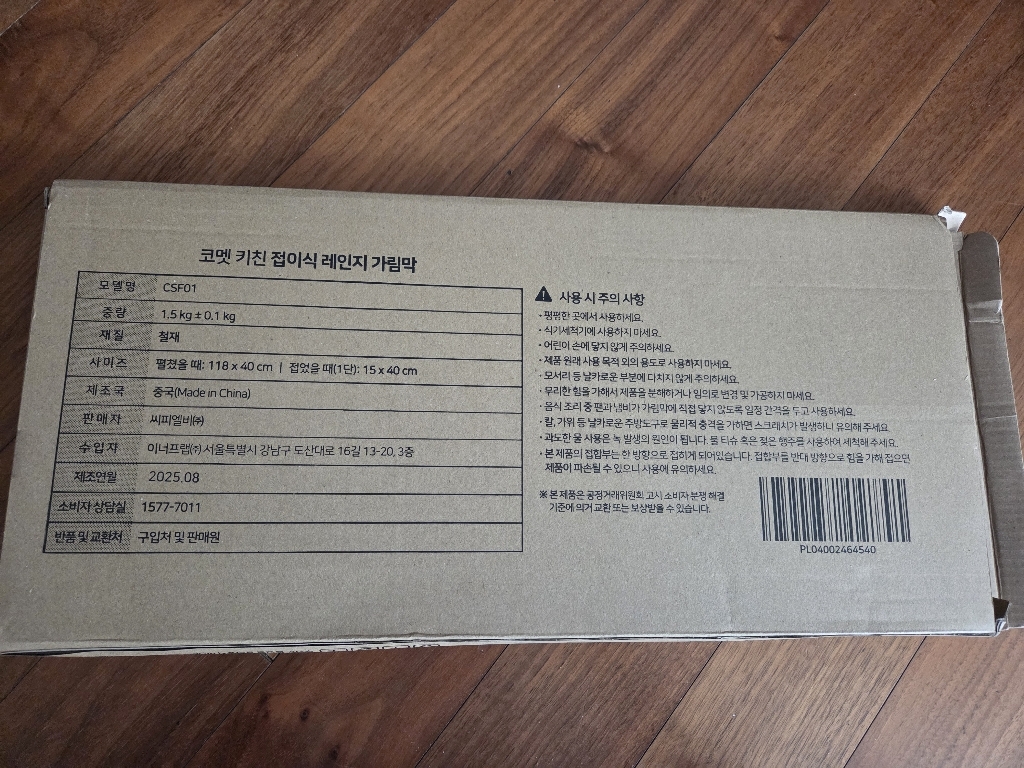 코멧 키친 접이식 레인지 가림막
모델명 CSF01
중량 1.5 kg ± 0.1 kg
재질 철재
사이즈 펼쳤을 때: 118 x 40 cm | 접었을 때(1단): 15 x 40 cm
제조국 중국(Made in China)
판매자 씨피엘비㈜
수입자 이너프랩㈜ 서울특별시 강남구 도산대로 16길 13-20, 3층
제조연월 2025.08
소비자 상담실 1577-7011
반품 및 교환처 구입처 및 판매원
사용 시 주의 사항
• 평평한 곳에서 사용하세요.
• 식기세척기에 사용하지 마세요.
• 어린이 손에 닿지 않게 주의하세요.
• 제품 원래 사용 목적 외의 용도로 사용하지 마세요.
• 모서리 등 날카로운 부분에 다치지 않게 주의하세요.
• 무리한 힘을 가해서 제품을 분해하거나 임의로 변경 및 가공하지 마세요.
• 음식 조리 중 팬과 냄비가 가림막에 직접 닿지 않도록 일정 간격을 두고 사용하세요.
• 칼, 가위 등 날카로운 주방도구로 물리적 충격을 가하면 스크래치가 발생하니 유의해 주세요.
• 과도한 물 사용은 녹 발생의 원인이 됩니다. 물 티슈 혹은 젖은 행주를 사용하여 세척해 주세요.
• 본 제품의 접합부는 한 방향으로 접히게 되어있습니다. 접합부를 반대 방향으로 힘을 가해 접으면
제품이 파손될 수 있으니 사용에 유의하세요.
※ 본 제품은 공정거래위원회 고시 소비자 분쟁 해결
기준에 의거 교환 또는 보상받을 수 있습니다.
PL04002464540